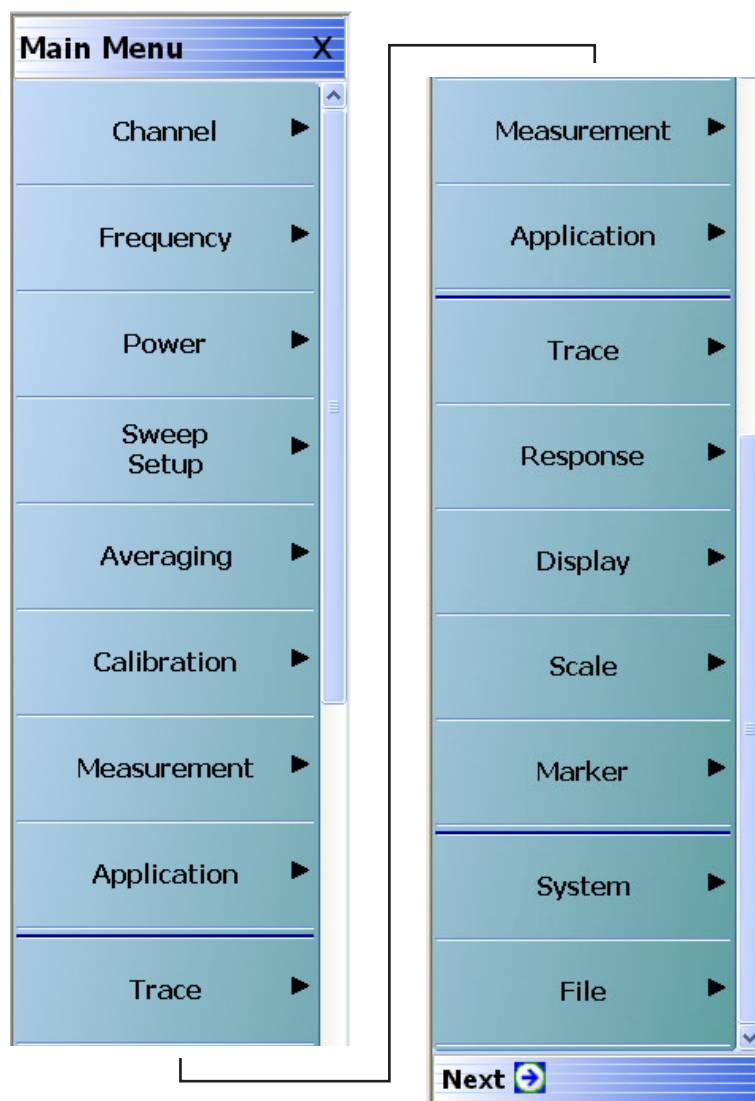 Main Menu X
Channel
Frequency
Power
Sweep
Setup
Averaging
Calibration
Measurement
Application
Trace
Measurement
Application
Trace
Response
Display
Scale
Marker
System
File
Next